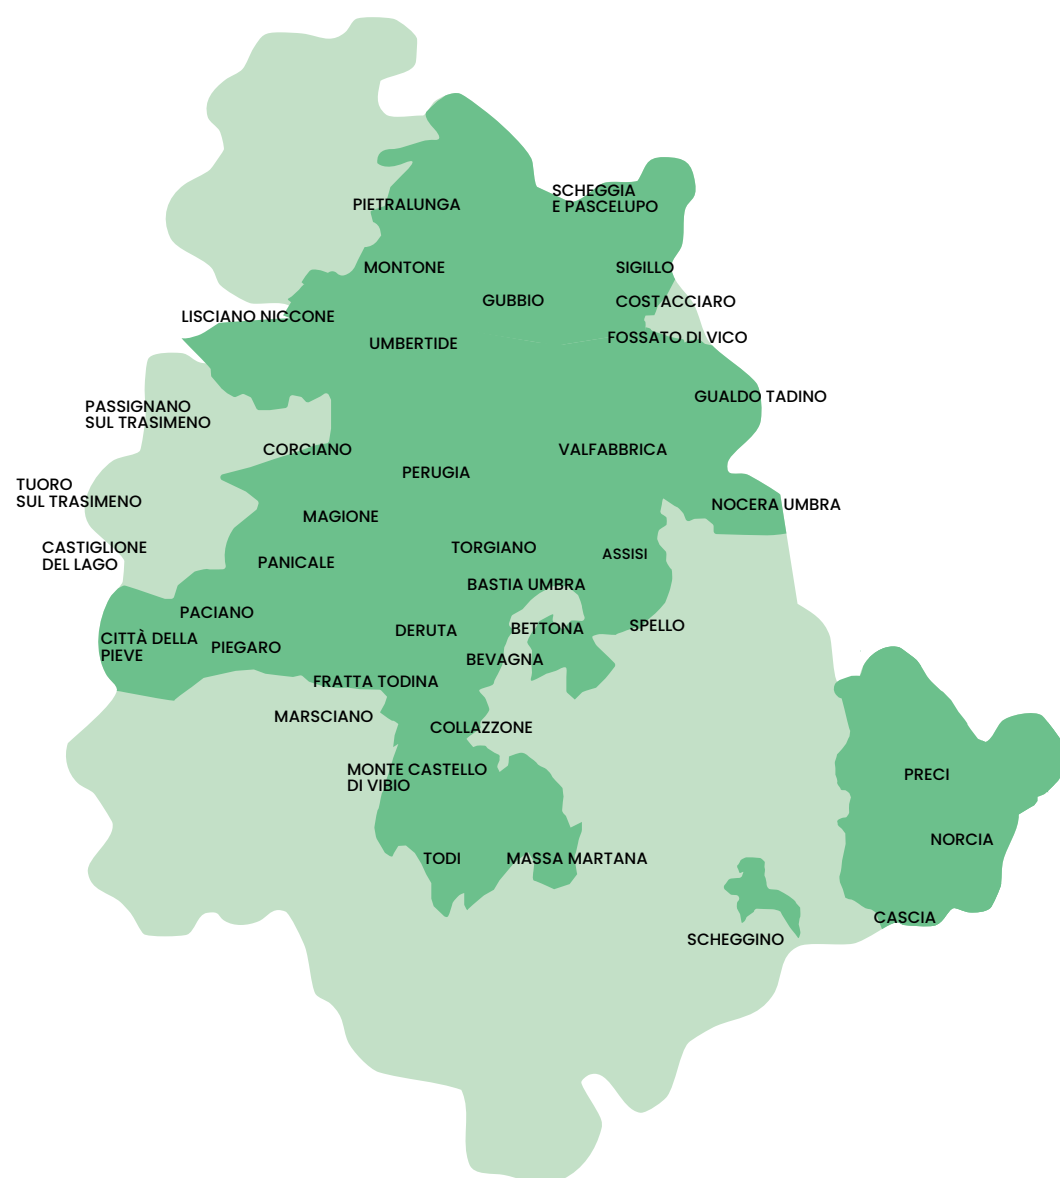 SCHEGGIA
E PASCELUPO
PIETRALUNGA
MONTONE
SIGILLO
GUBBIO
COSTACCIARO
LISCIANO NICCONE
UMBERTIDE
FOSSATO DI VICO
GUALDO TADINO
PASSIGNANO
SUL TRASIMENO
CORCIANO
VALFABBRICA
PERUGIA
TUORO
SUL TRASIMENO
NOCERA UMBRA
MAGIONE
CASTIGLIONE
DEL LAGO
TORGIANO
ASSISI
PANICALE
BASTIA UMBRA
PACIANO
CITTÀ DELLA
PIEVE
PIEGARO
DERUTA
BETTONA
SPELLO
BEVAGNA
FRATTA TODINA
MARSCIANO
COLLAZZONE
MONTE CASTELLO
DI VIBIO
PRECI
NORCIA
TODI
MASSA MARTANA
CASCIA
SCHEGGINO